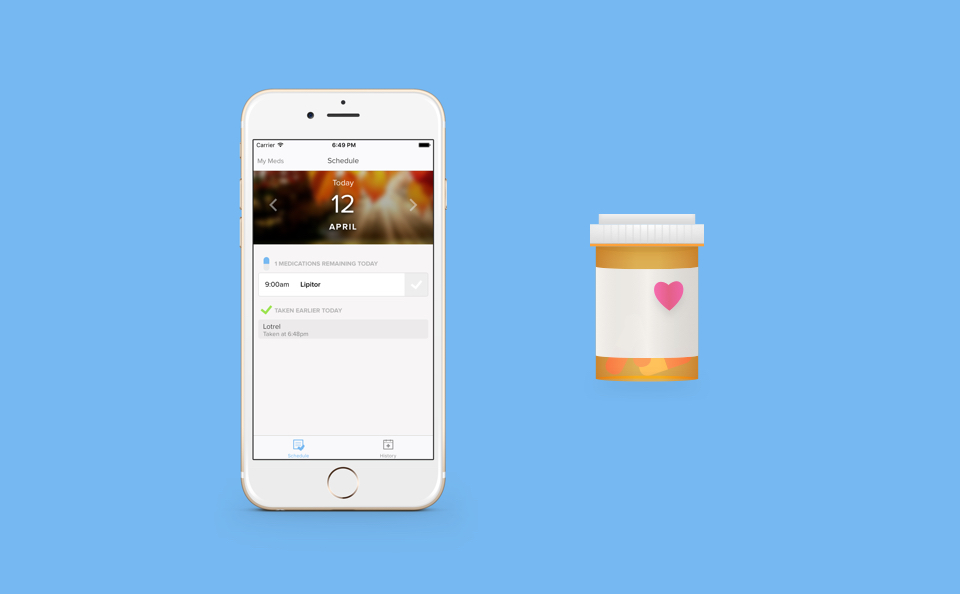 Carrier 6:49 PM
My Meds Schedule
Today
12
APRIL
1 MEDICATIONS REMAINING TODAY
9:00am Lipitor
TAKEN EARLIER TODAY
Lotrel
Taken at 6:48pm
Schedule History